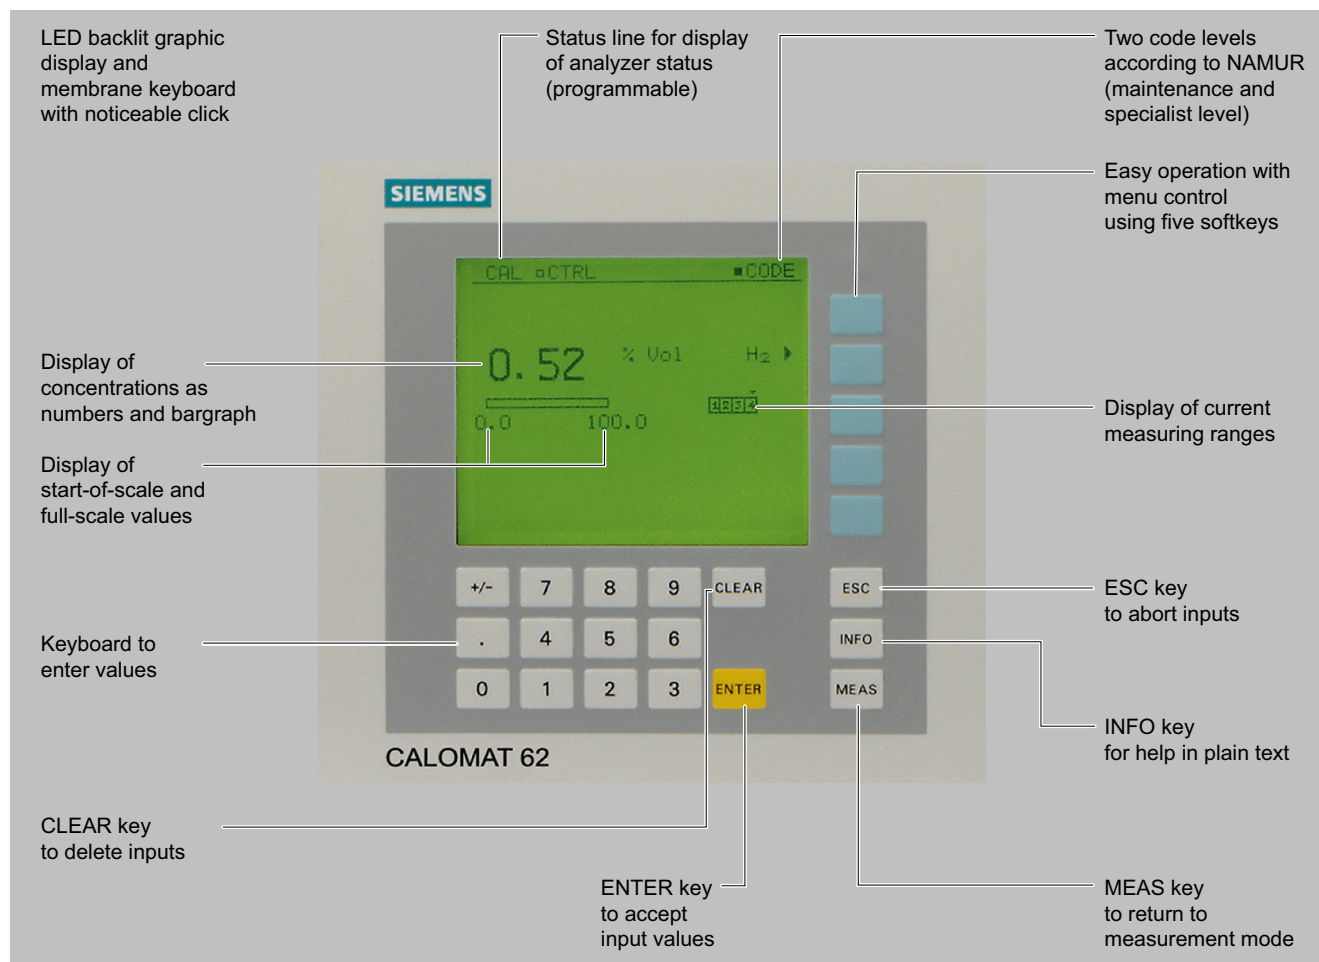 LED backlit graphic
display and
membrane keyboard
with noticeable click
Status line for display
of analyzer status
(programmable)
Two code levels
according to NAMUR
(maintenance and
specialist level)
Easy operation with
menu control
using five softkeys
SIEMENS
CAL CTRL CODE
0.52 % Vol H2
1 2 3 4
0.0 100.0
Display of
concentrations as
numbers and bargraph
Display of
start-of-scale and
full-scale values
Display of current
measuring ranges
+/- 7 8 9 CLEAR ESC
. 4 5 6 INFO
0 1 2 3 ENTER MEAS
CALOMAT 62
Keyboard to
enter values
ESC key
to abort inputs
INFO key
for help in plain text
CLEAR key
to delete inputs
ENTER key
to accept
input values
MEAS key
to return to
measurement mode